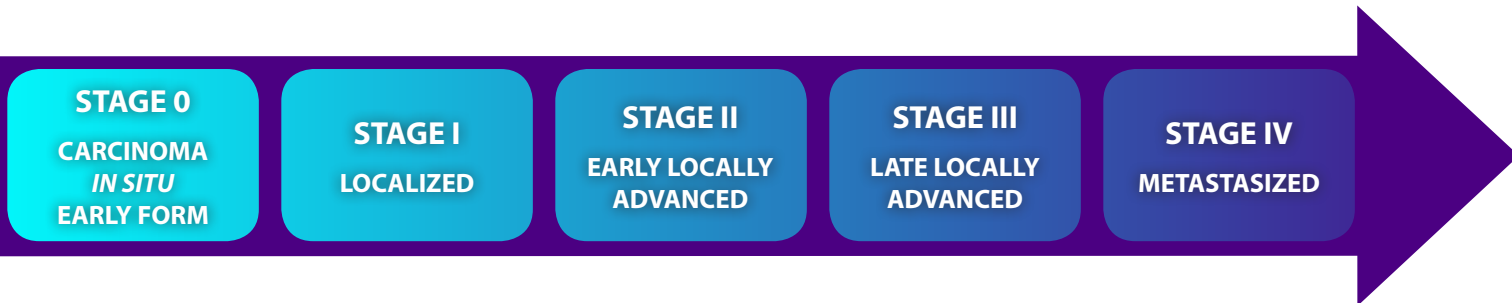 STAGE 0
CARCINOMA
IN SITU
EARLY FORM
STAGE I
LOCALIZED
STAGE II
EARLY LOCALLY
ADVANCED
STAGE III
LATE LOCALLY
ADVANCED
STAGE IV
METASTASIZED